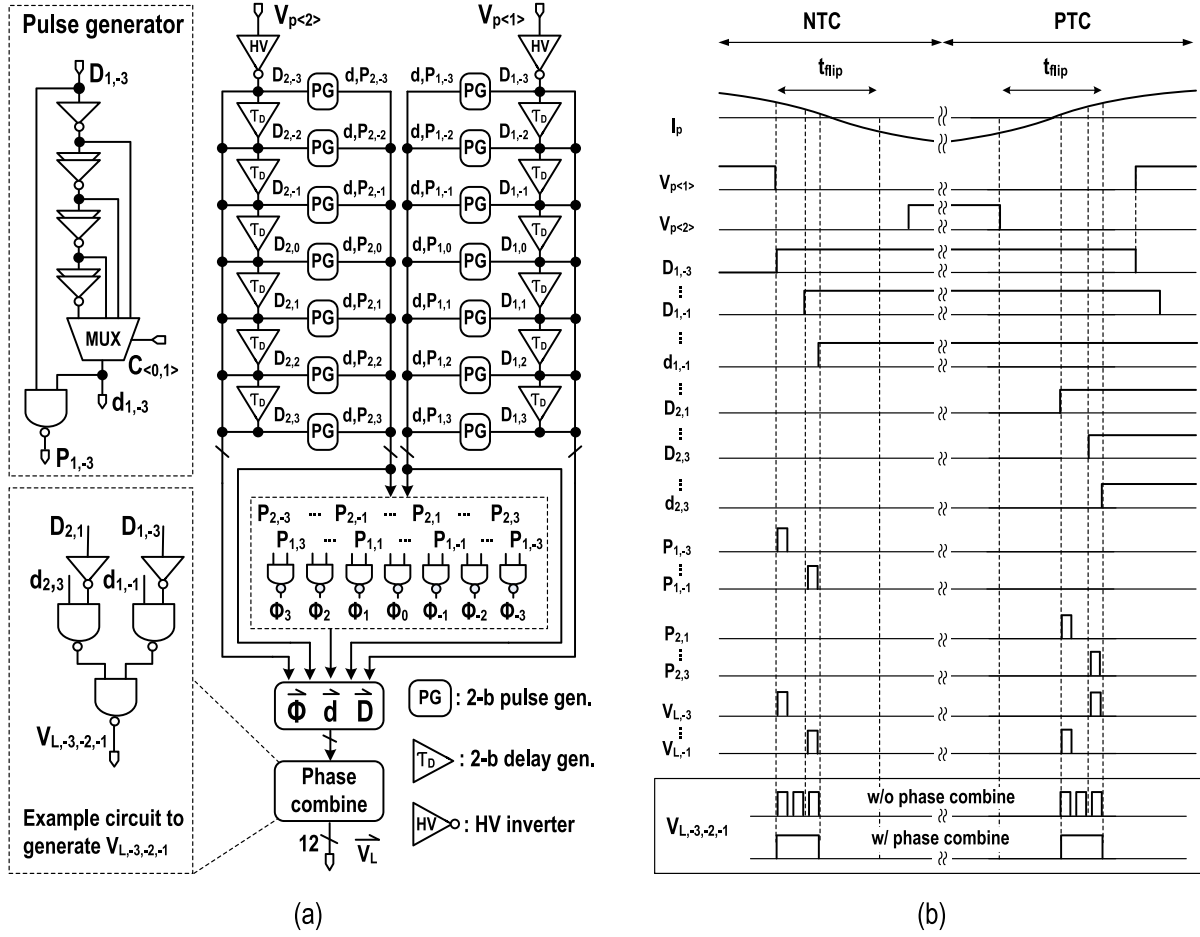 Pulse generator
D1,-3
MUX
C<0,1>
d1,-3
P1,-3
D2,1 D1,-3
d2,3 d1,-1
VL,-3,-2,-1
Example circuit to
generate VL,-3,-2,-1
Vp<2> Vp<1>
HV HV
D2,-3 PG d,P2,-3 d,P1,-3 PG D1,-3
TD TD
D2,-2 PG d,P2,-2 d,P1,-2 PG D1,-2
TD TD
D2,-1 PG d,P2,-1 d,P1,-1 PG D1,-1
TD TD
D2,0 PG d,P2,0 d,P1,0 PG D1,0
TD TD
D2,1 PG d,P2,1 d,P1,1 PG D1,1
TD TD
D2,2 PG d,P2,2 d,P1,2 PG D1,2
TD TD
D2,3 PG d,P2,3 d,P1,3 PG D1,3
P2,-3 ... P2,-1 ... P2,1 ... P2,3
P1,3 ... P1,1 ... P1,-1 ... P1,-3
Φ3 Φ2 Φ1 Φ0 Φ-1 Φ-2 Φ-3
Φ d D
Phase
combine
12 VL
PG : 2-b pulse gen.
TD : 2-b delay gen.
HV : HV inverter
(a)
NTC PTC
tflip tflip
Ip
Vp<1>
Vp<2>
D1,-3
D1,-1
d1,-1
D2,1
D2,3
d2,3
P1,-3
P1,-1
P2,1
P2,3
VL,-3
VL,-1
VL,-3,-2,-1
w/o phase combine
w/ phase combine
(b)